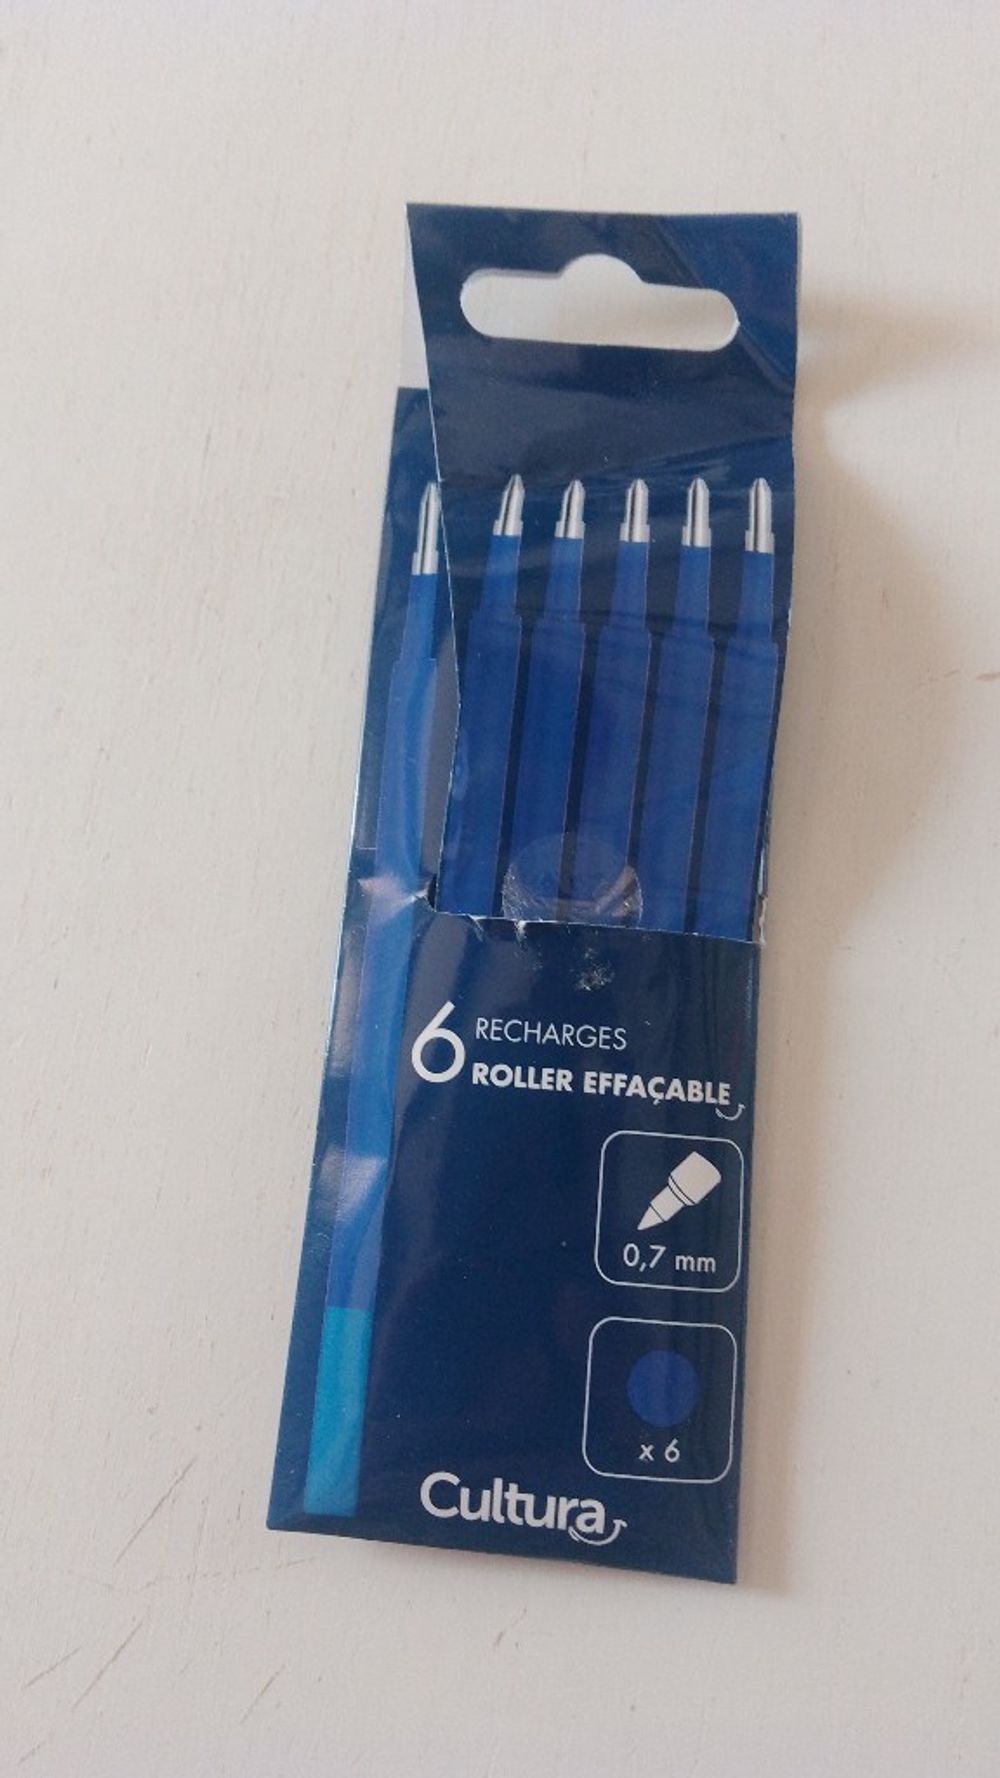 6 RECHARGES
ROLLER EFFAÇABLE
0,7 mm
x 6
Cultura